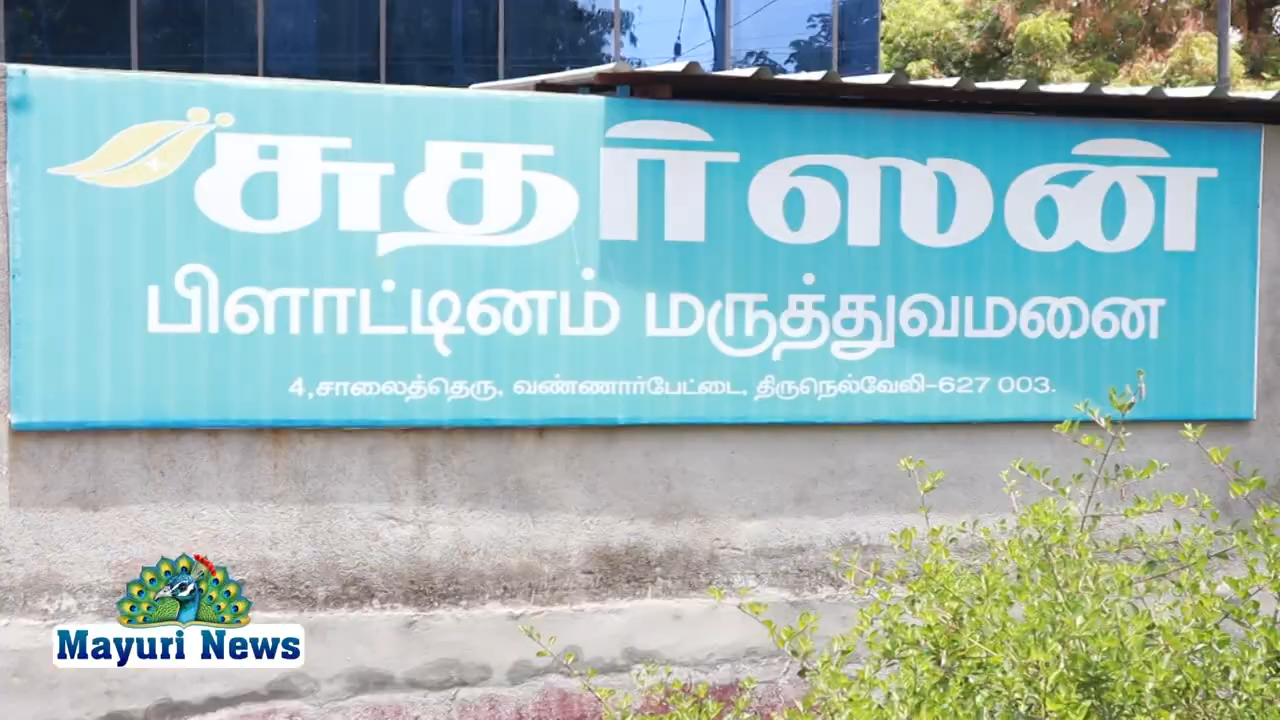 சுதர்ஸன்
பிளாட்டினம் மருத்துவமனை
4,சாலைத்தெரு, வண்ணார்பேட்டை, திருநெல்வேலி-627 003.
Mayuri News